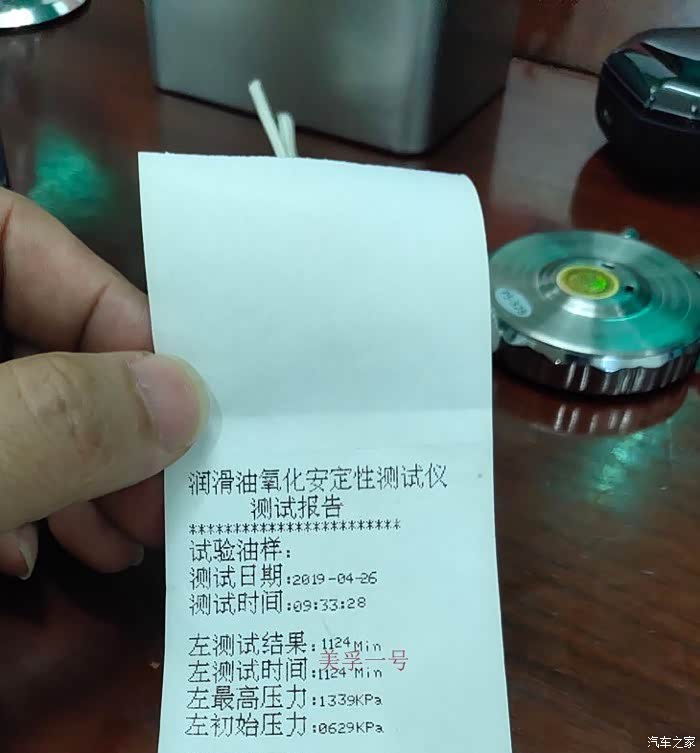 润滑油氧化安定性测试仪
测试报告
***********************
试验油样:
测试日期:2019-04-26
测试时间:09:33:28
左测试结果:1124Min
美孚一号
左测试时间:1124Min
左最高压力:1339KPa
左初始压力:0629KPa
汽车之家